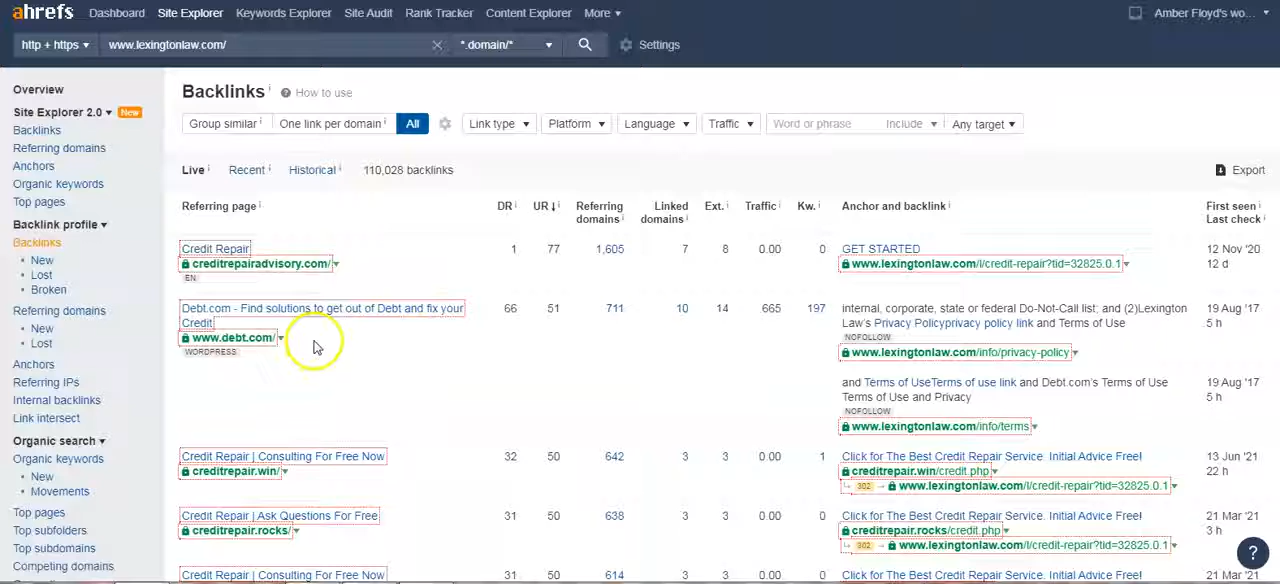 ahrefs Dashboard Site Explorer Keywords Explorer Site Audit Rank Tracker Content Explorer More Amber Floyd's wo...
http + https www.lexingtonlaw.com/ *.domain/* Settings
Overview
Site Explorer 2.0 New
Backlinks
Referring domains
Anchors
Organic keywords
Top pages
Backlink profile
Backlinks
New
Lost
Broken
Referring domains
New
Lost
Anchors
Referring IPs
Internal backlinks
Link intersect
Organic search
Organic keywords
New
Movements
Top pages
Top subfolders
Top subdomains
Competing domains
Backlinks How to use
Group similar One link per domain All Link type Platform Language Traffic Word or phrase Include Any target
Live Recent Historical 110,028 backlinks Export
Referring page DR UR Referring domains Linked domains Ext. Traffic Kw. Anchor and backlink First seen Last check
Credit Repair 1 77 1,605 7 8 0.00 0 GET STARTED 12 Nov '20
creditrepairadvisory.com/ www.lexingtonlaw.com/l/credit-repair?tid=32825.0.1 12 d
EN
Debt.com - Find solutions to get out of Debt and fix your 66 51 711 10 14 665 197 internal, corporate, state or federal Do-Not-Call list; and (2)Lexington 19 Aug '17
Credit Law's Privacy Policyprivacy policy link and Terms of Use 5 h
www.debt.com/ NOFOLLOW
WORDPRESS www.lexingtonlaw.com/info/privacy-policy
and Terms of UseTerms of use link and Debt.com's Terms of Use 19 Aug '17
Terms of Use and Privacy 5 h
NOFOLLOW
www.lexingtonlaw.com/info/terms
Credit Repair | Consulting For Free Now 32 50 642 3 3 0.00 1 Click for The Best Credit Repair Service. Initial Advice Free! 13 Jun '21
creditrepair.win/ creditrepair.win/credit.php 22 h
302 www.lexingtonlaw.com/l/credit-repair?tid=32825.0.1
Credit Repair | Ask Questions For Free 31 50 638 3 3 0.00 0 Click for The Best Credit Repair Service. Initial Advice Free! 21 Mar '21
creditrepair.rocks/ creditrepair.rocks/credit.php 3 h
302 www.lexingtonlaw.com/l/credit-repair?tid=32825.0.1
Credit Repair | Consulting For Free Now 31 50 614 3 3 0.00 0 Click for The Best Credit Repair Service. Initial Advice Free! 21 Mar '21
?